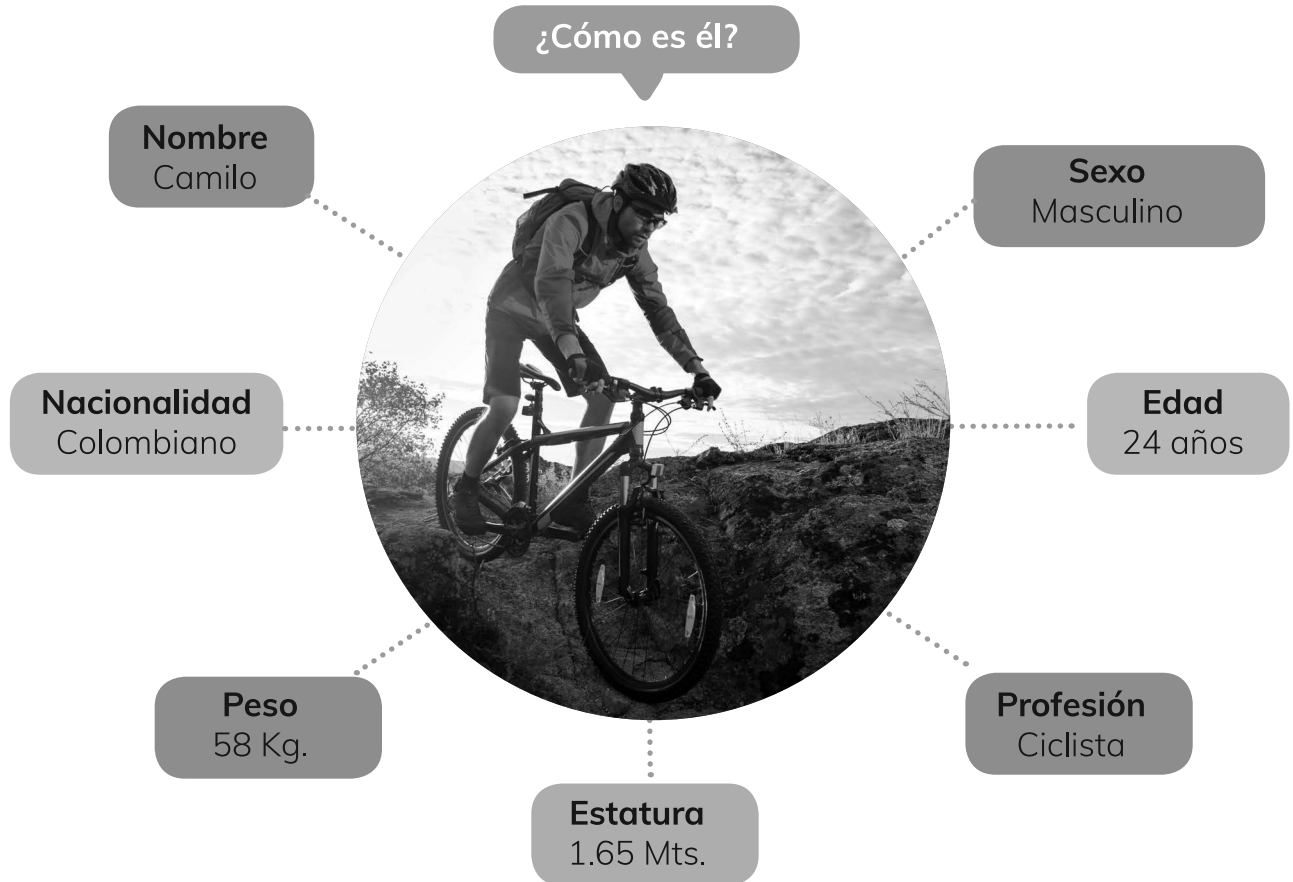 ¿Cómo es él?
Nombre
Camilo
Sexo
Masculino
Nacionalidad
Colombiano
Edad
24 años
Peso
58 Kg.
Profesión
Ciclista
Estatura
1.65 Mts.